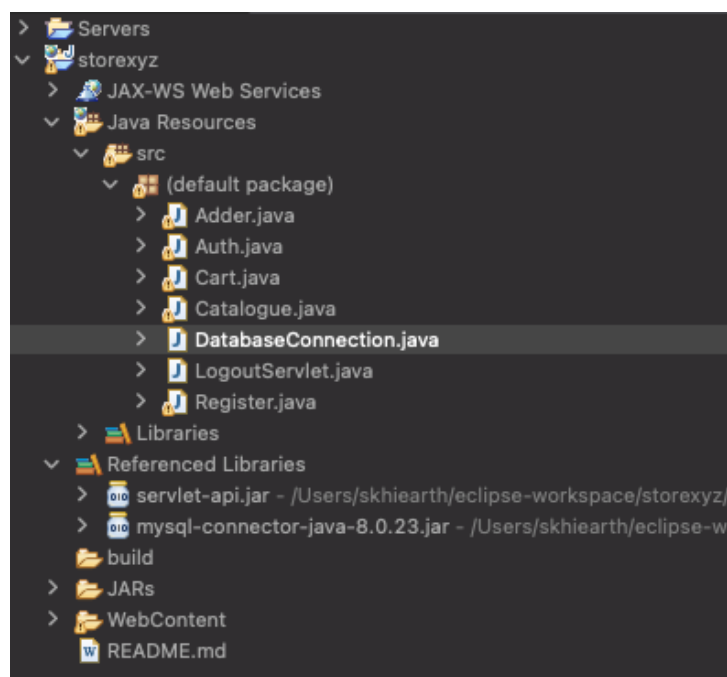 Servers
storexyz
JAX-WS Web Services
Java Resources
src
(default package)
Adder.java
Auth.java
Cart.java
Catalogue.java
DatabaseConnection.java
LogoutServlet.java
Register.java
Libraries
Referenced Libraries
servlet-api.jar - /Users/skhiearth/eclipse-workspace/storexyz/
mysql-connector-java-8.0.23.jar - /Users/skhiearth/eclipse-w
build
JARs
WebContent
README.md